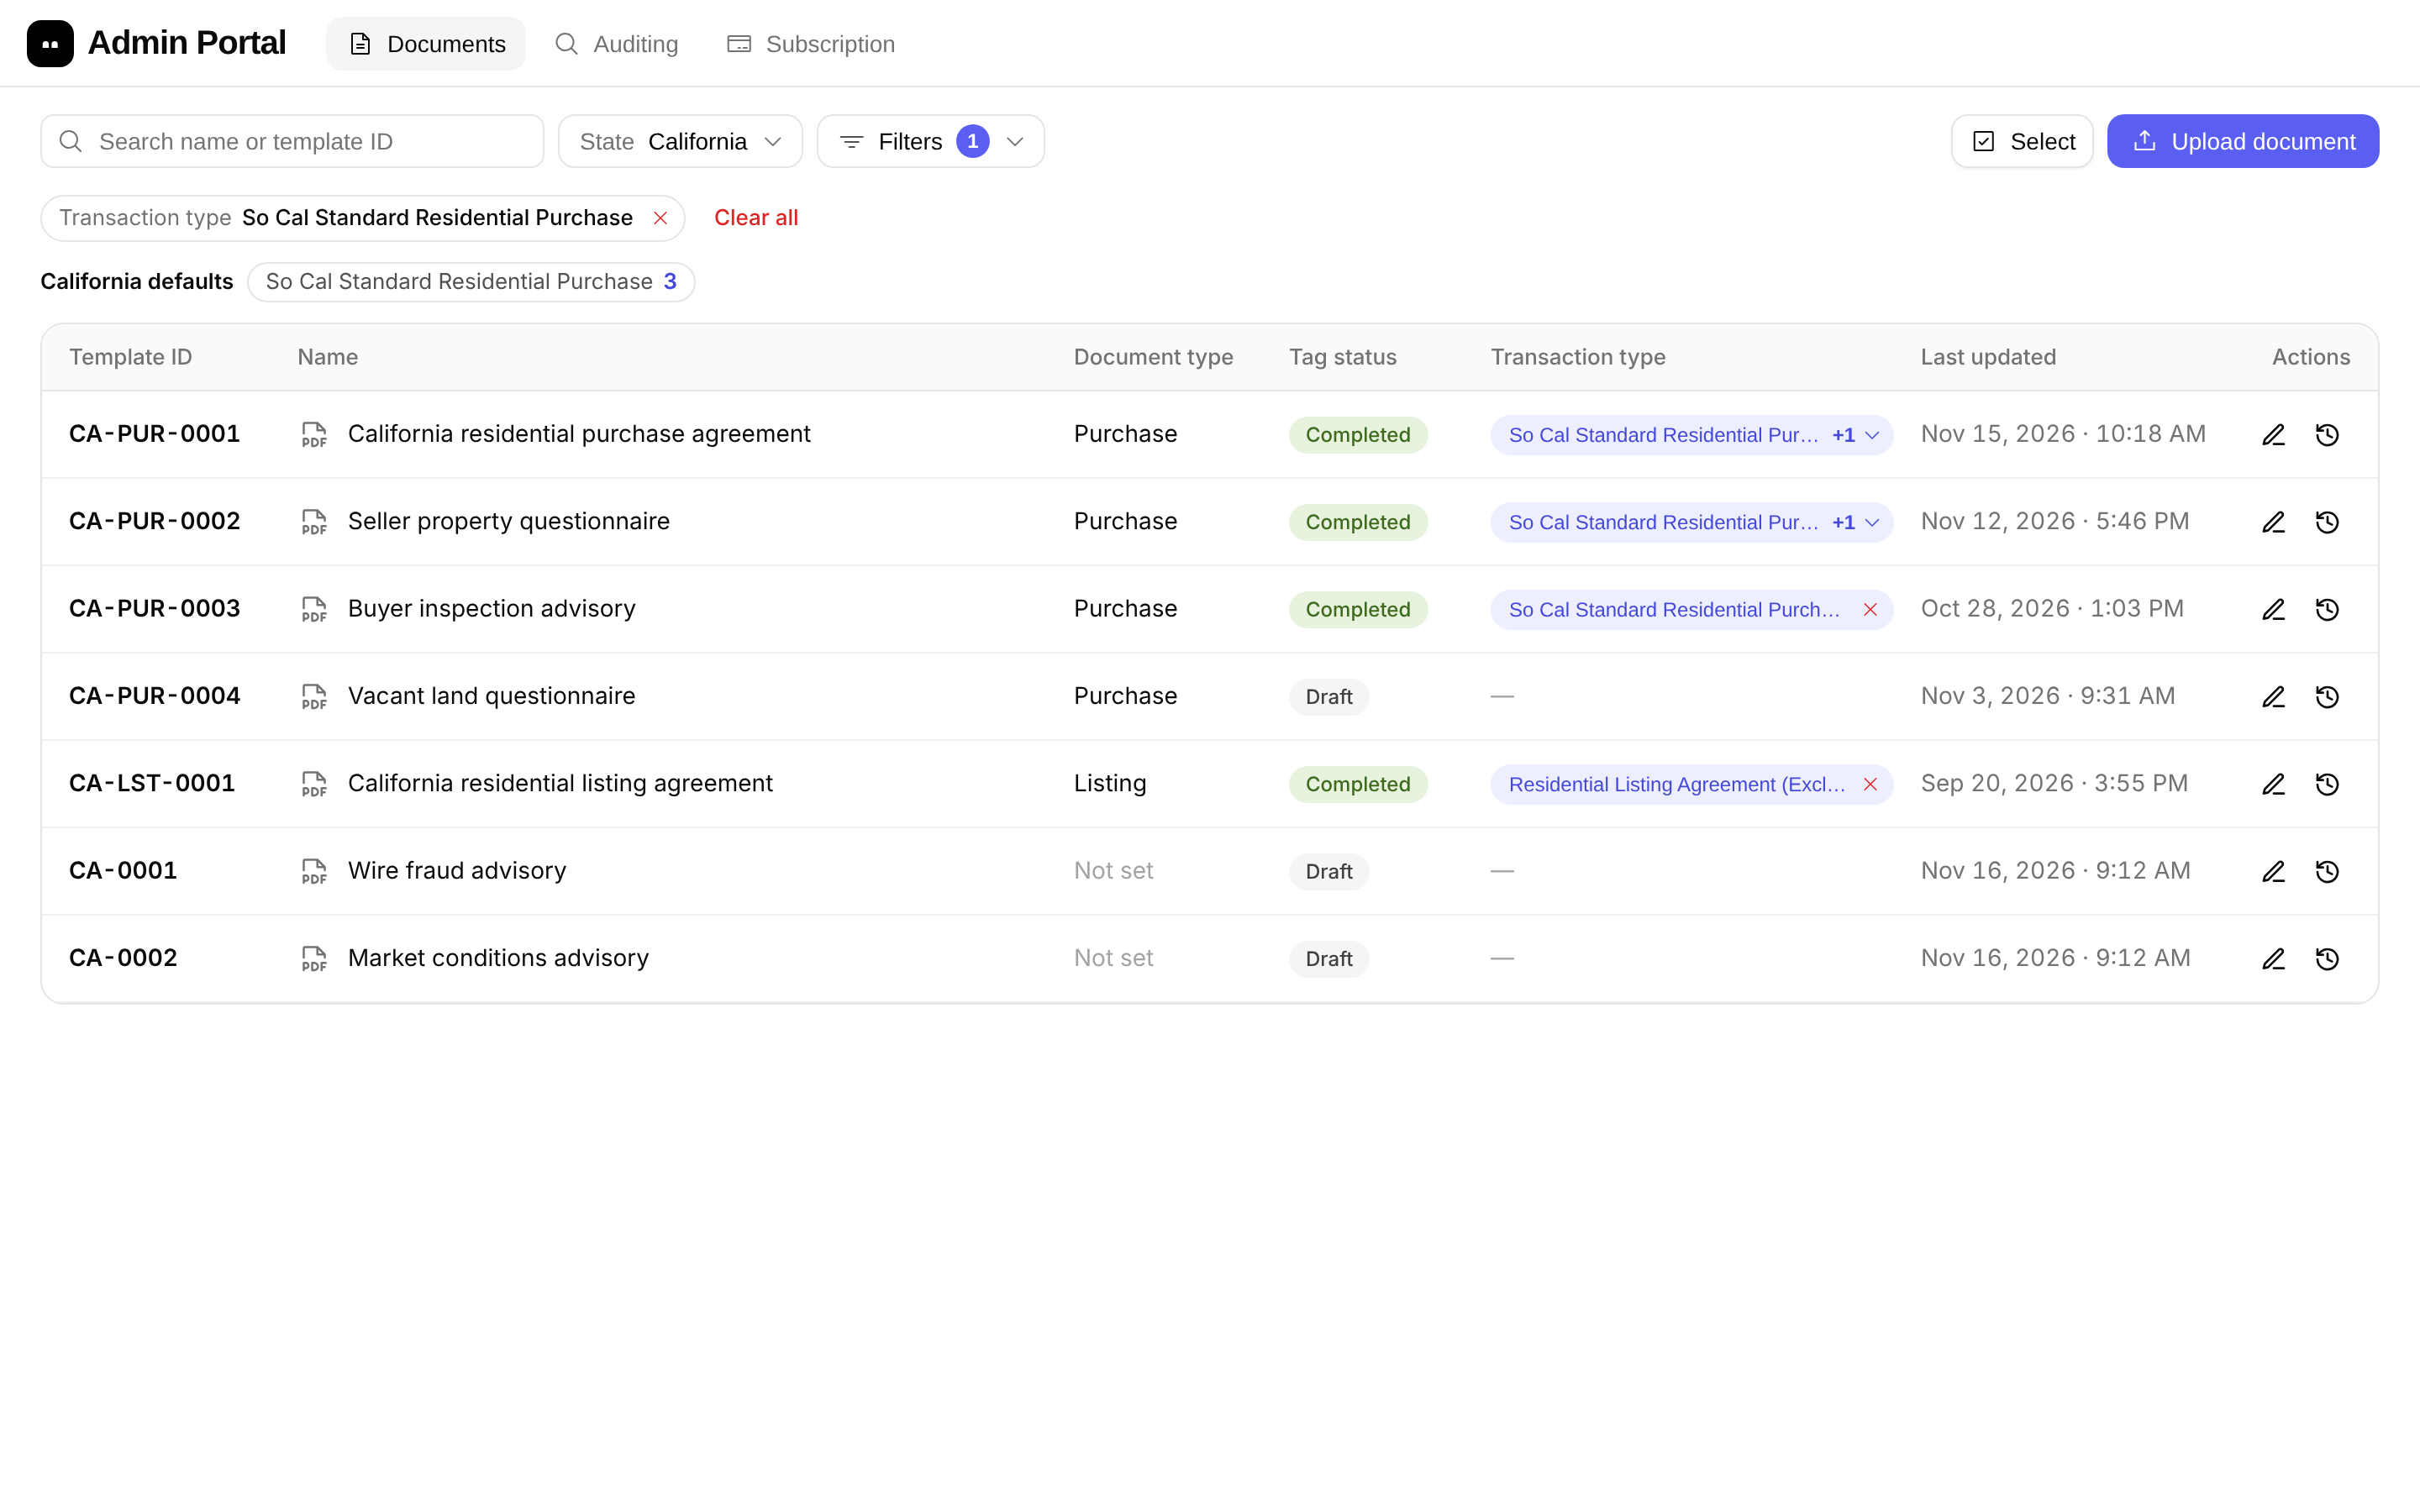 Admin Portal Documents Auditing Subscription
Search name or template ID State California Filters 1 Select Upload document
Transaction type So Cal Standard Residential Purchase Clear all
California defaults So Cal Standard Residential Purchase 3
Template ID Name Document type Tag status Transaction type Last updated Actions
CA-PUR-0001 PDF California residential purchase agreement Purchase Completed So Cal Standard Residential Pur… +1 Nov 15, 2026 · 10:18 AM
CA-PUR-0002 PDF Seller property questionnaire Purchase Completed So Cal Standard Residential Pur… +1 Nov 12, 2026 · 5:46 PM
CA-PUR-0003 PDF Buyer inspection advisory Purchase Completed So Cal Standard Residential Purch… Oct 28, 2026 · 1:03 PM
CA-PUR-0004 PDF Vacant land questionnaire Purchase Draft — Nov 3, 2026 · 9:31 AM
CA-LST-0001 PDF California residential listing agreement Listing Completed Residential Listing Agreement (Excl… Sep 20, 2026 · 3:55 PM
CA-0001 PDF Wire fraud advisory Not set Draft — Nov 16, 2026 · 9:12 AM
CA-0002 PDF Market conditions advisory Not set Draft — Nov 16, 2026 · 9:12 AM